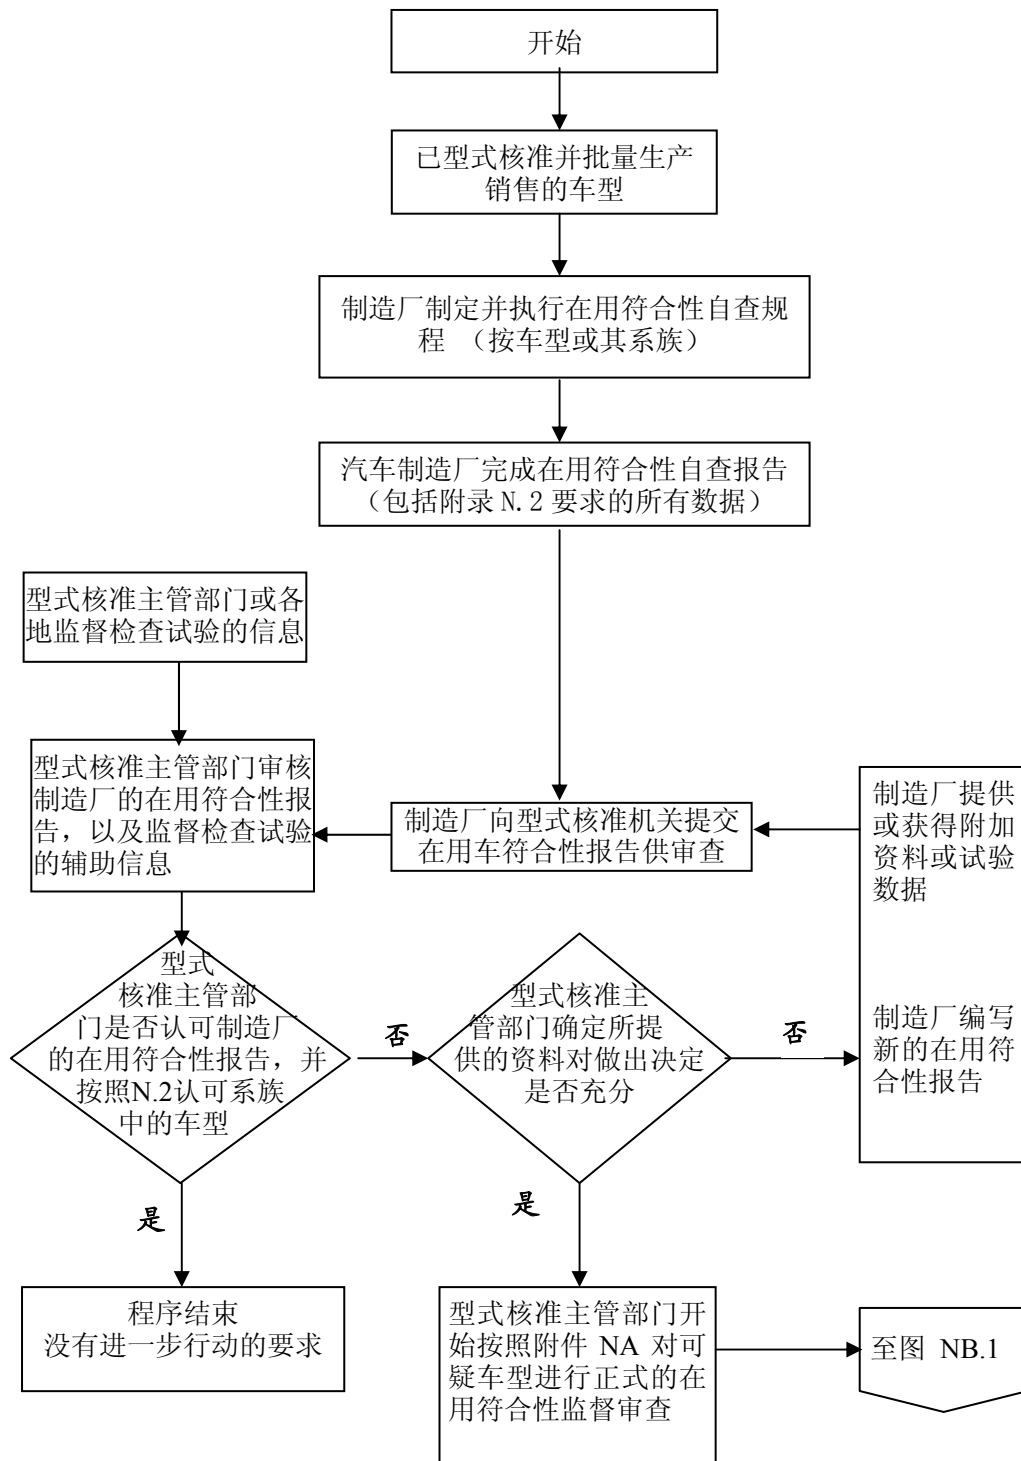 开始
已型式核准并批量生产
销售的车型
制造厂制定并执行在用符合性自查规
程 （按车型或其系族）
汽车制造厂完成在用符合性自查报告
（包括附录 N.2 要求的所有数据）
型式核准主管部门或各
地监督检查试验的信息
型式核准主管部门审核
制造厂的在用符合性报
告，以及监督检查试验
的辅助信息
制造厂向型式核准机关提交
在用车符合性报告供审查
制造厂提供
或获得附加
资料或试验
数据
制造厂编写
新的在用符
合性报告
型式
核准主管部
门是否认可制造厂
的在用符合性报告，并
按照N.2认可系族
中的车型
否
型式核准主
管部门确定所提
供的资料对做出决定
是否充分
否
是
是
程序结束
没有进一步行动的要求
型式核准主管部门开
始按照附件 NA 对可
疑车型进行正式的在
用符合性监督审查
至图 NB.1